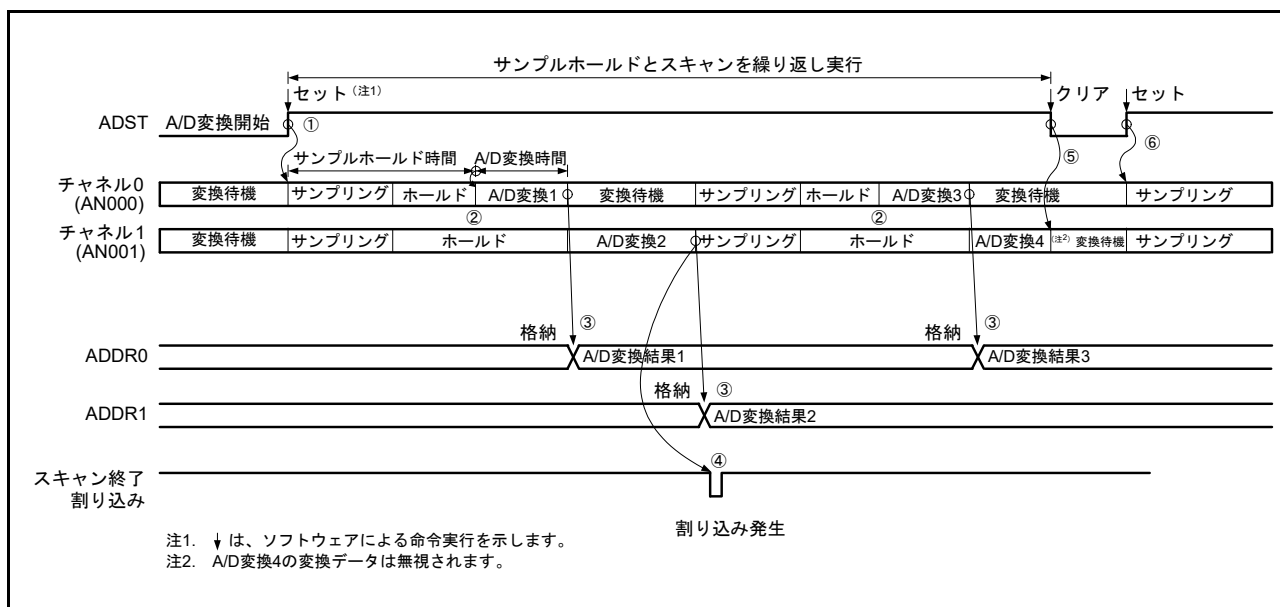 サンプルホールドとスキャンを繰り返し実行
セット(注1)
クリア
セット
ADST
A/D変換開始
①
⑤
⑥
サンプルホールド時間
A/D変換時間
チャネル0
(AN000)
変換待機
サンプリング
ホールド
A/D変換1
変換待機
サンプリング
ホールド
A/D変換3
変換待機
サンプリング
②
②
チャネル1
(AN001)
変換待機
サンプリング
ホールド
A/D変換2
サンプリング
ホールド
A/D変換4
(注2)
変換待機
サンプリング
格納
③
格納
③
ADDR0
A/D変換結果1
A/D変換結果3
格納
③
ADDR1
A/D変換結果2
④
スキャン終了
割り込み
割り込み発生
注1. ↓は、ソフトウェアによる命令実行を示します。
注2. A/D変換4の変換データは無視されます。